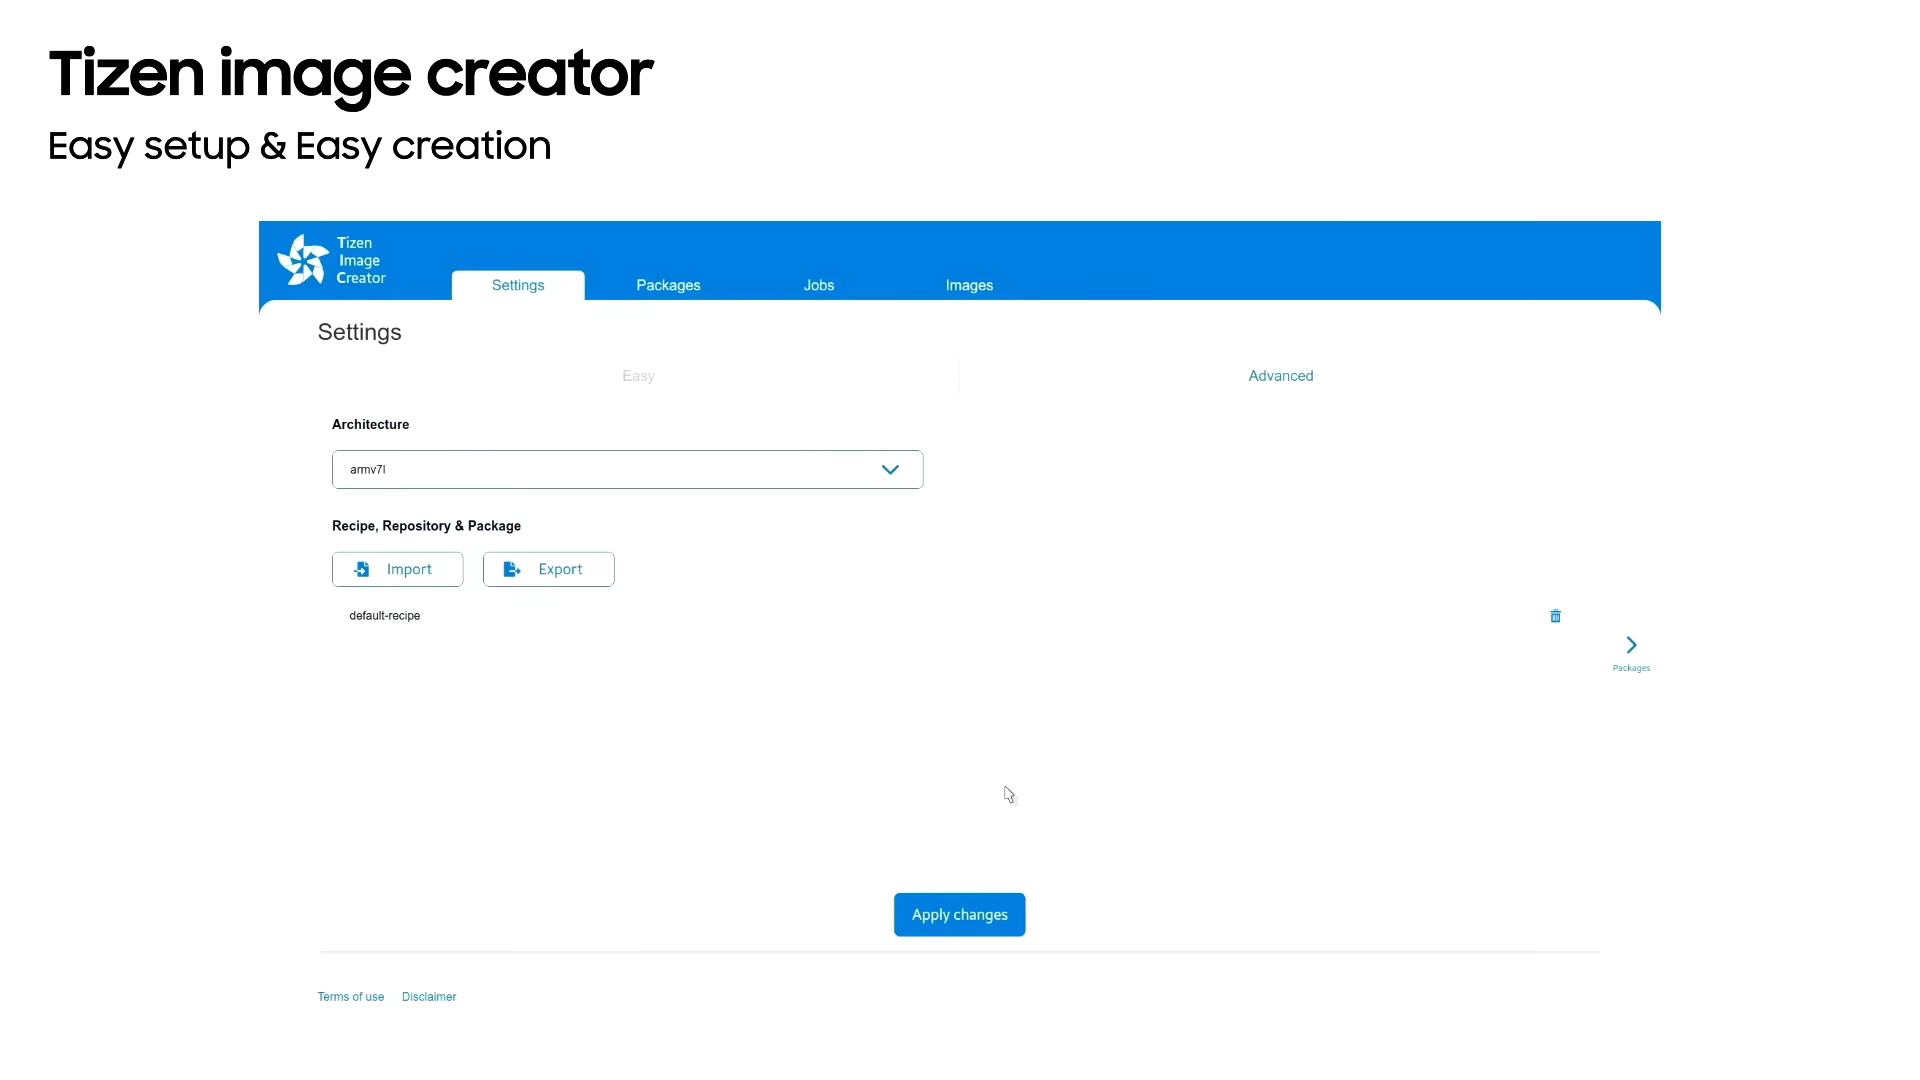 Tizen image creator
Easy setup & Easy creation
Tizen
Image
Creator
Settings
Packages
Jobs
Images
Settings
Easy
Advanced
Architecture
armv7l
Recipe, Repository & Package
Import
Export
default-recipe
Packages
Apply changes
Terms of use
Disclaimer